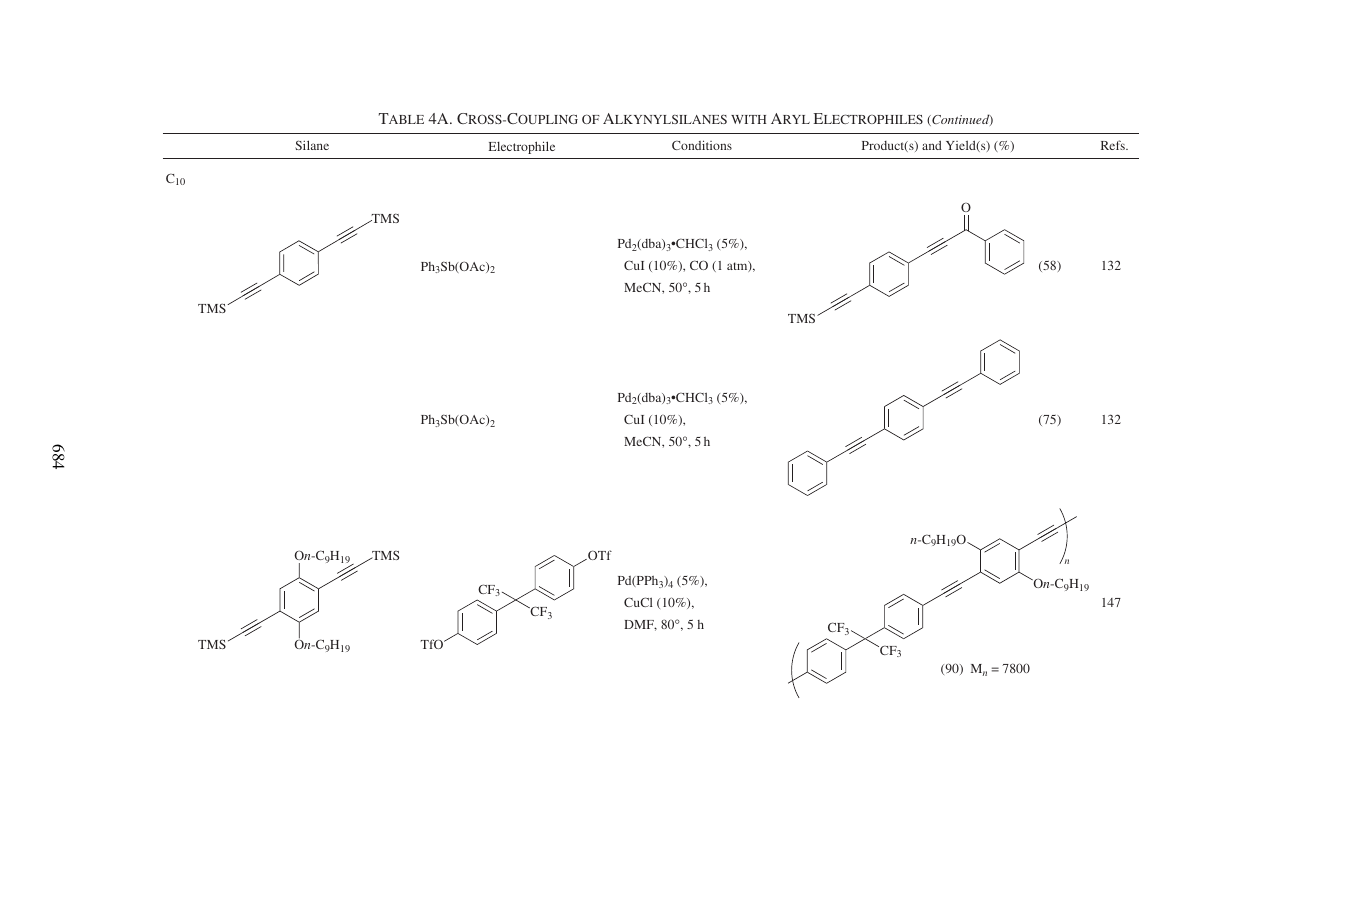 TABLE 4A. CROSS-COUPLING OF ALKYNYLSILANES WITH ARYL ELECTROPHILES (Continued)
Silane Electrophile Conditions Product(s) and Yield(s) (%) Refs.
C10
TMS
TMS
Ph3Sb(OAc)2
Pd2(dba)3•CHCl3 (5%),
CuI (10%), CO (1 atm),
MeCN, 50°, 5 h
O
TMS
(58)
132
Ph3Sb(OAc)2
Pd2(dba)3•CHCl3 (5%),
CuI (10%),
MeCN, 50°, 5 h
(75)
132
684
On-C9H19
TMS
TMS
On-C9H19
OTf
CF3
CF3
TfO
Pd(PPh3)4 (5%),
CuCl (10%),
DMF, 80°, 5 h
n-C9H19O
n
On-C9H19
CF3
CF3
(90) Mn = 7800
147